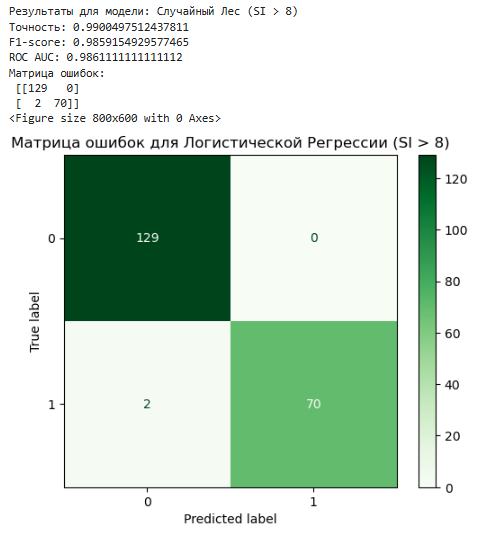 Результаты для модели: Случайный Лес (SI > 8)
Точность: 0.9900497512437811
F1-score: 0.9859154929577465
ROC AUC: 0.9861111111111112
Матрица ошибок:
[[129   0]
[  2  70]]
<Figure size 800x600 with 0 Axes>
Матрица ошибок для Логистической Регрессии (SI > 8)
True label
0
1
129
0
2
70
0
1
Predicted label
120
100
80
60
40
20
0